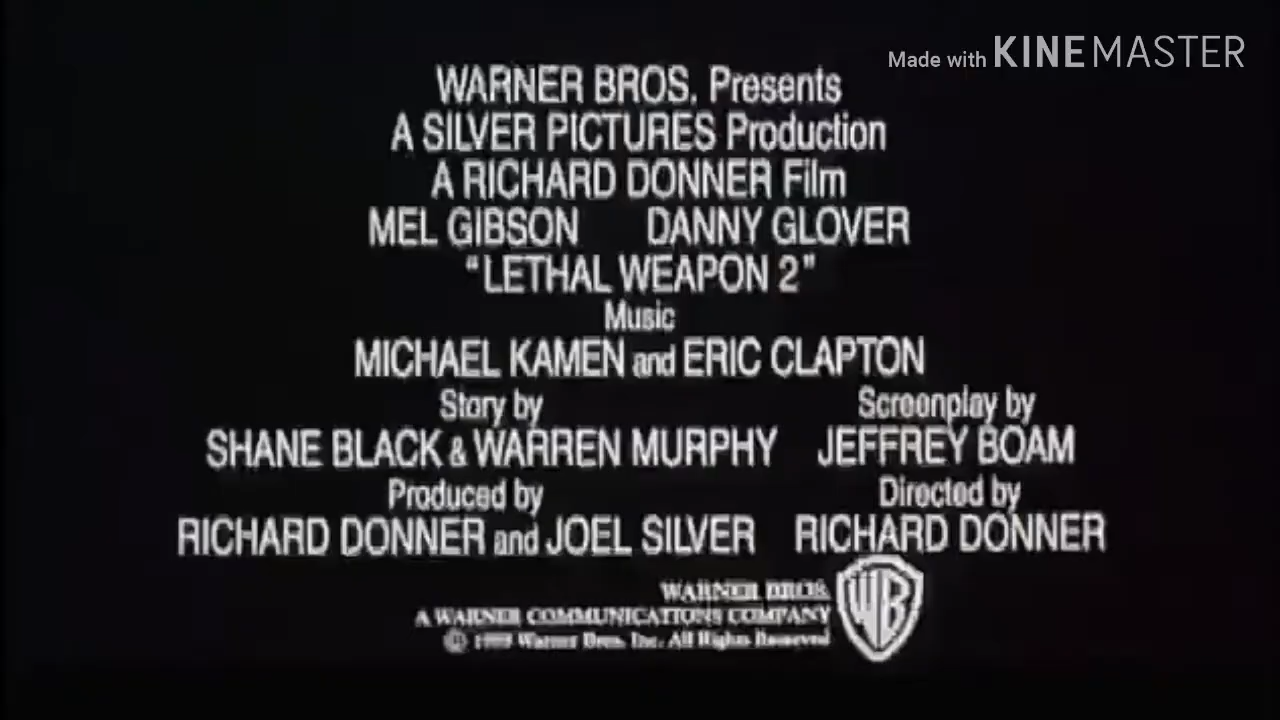 Made with KINEMASTER
WARNER BROS. Presents
A SILVER PICTURES Production
A RICHARD DONNER Film
MEL GIBSON DANNY GLOVER
“LETHAL WEAPON 2”
Music
MICHAEL KAMEN and ERIC CLAPTON
Story by Screenplay by
SHANE BLACK & WARREN MURPHY JEFFREY BOAM
Produced by Directed by
RICHARD DONNER and JOEL SILVER RICHARD DONNER
WARNER BROS.
A WARNER COMMUNICATIONS COMPANY
© Warner Bros. Inc. All Rights Reserved
WB